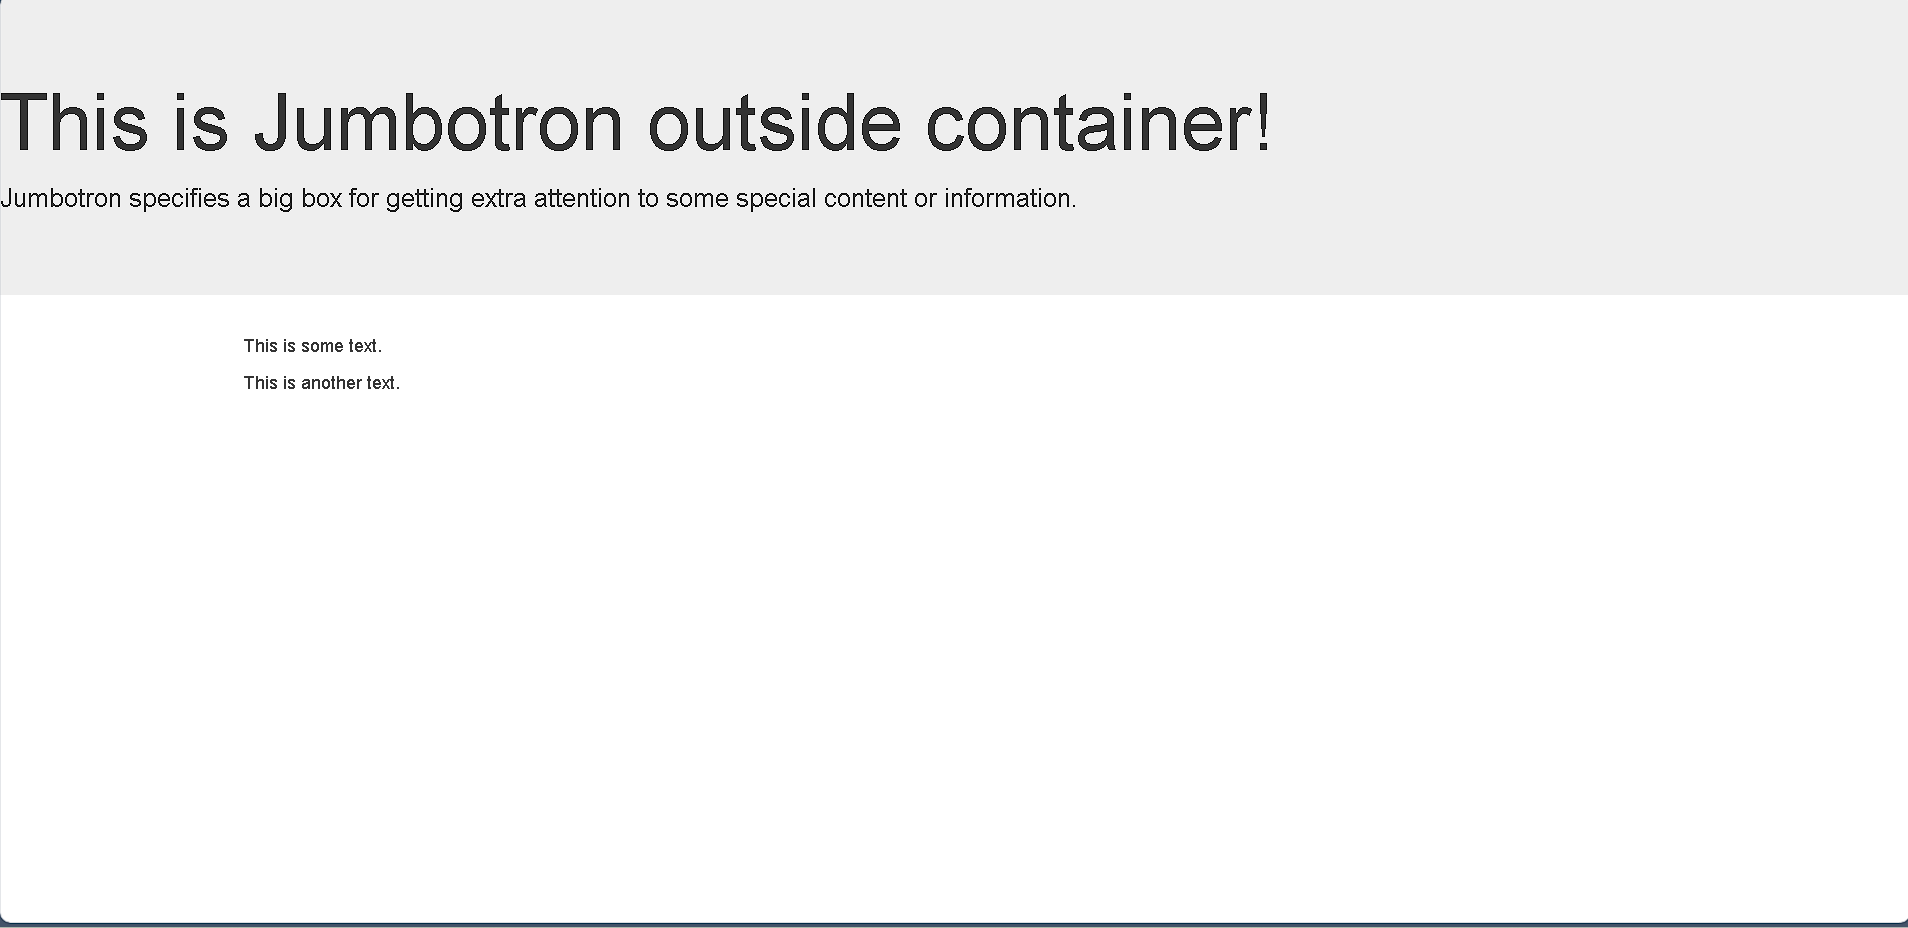 This is Jumbotron outside container!
Jumbotron specifies a big box for getting extra attention to some special content or information.
This is some text.
This is another text.